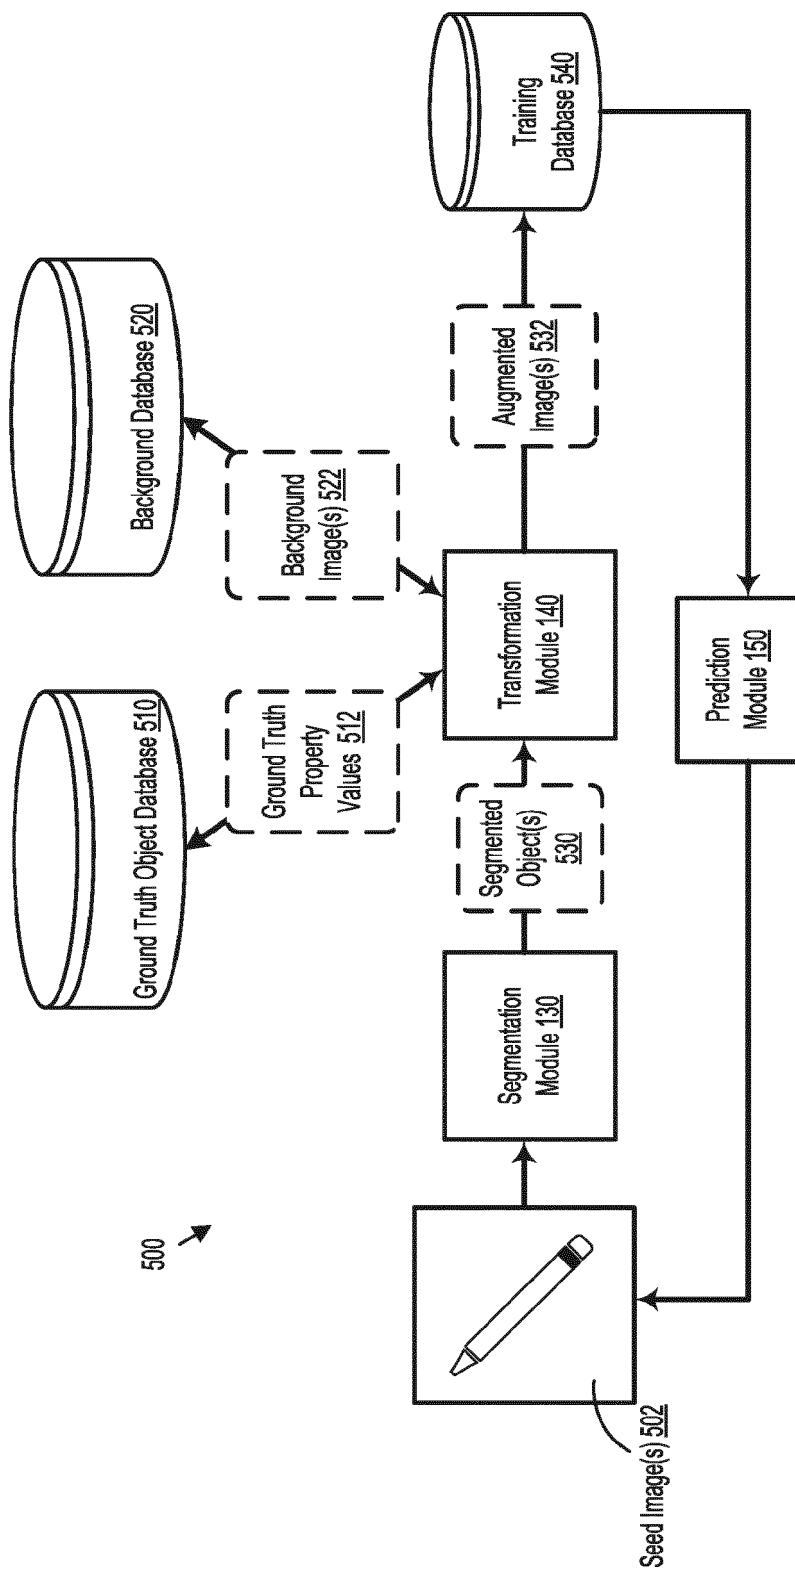 500
Ground Truth Object Database 510
Background Database 520
Ground Truth
Property
Values 512
Background
Image(s) 522
Seed Image(s) 502
Segmentation
Module 130
Segmented
Object(s)
530
Transformation
Module 140
Augmented
Image(s) 532
Training
Database 540
Prediction
Module 150